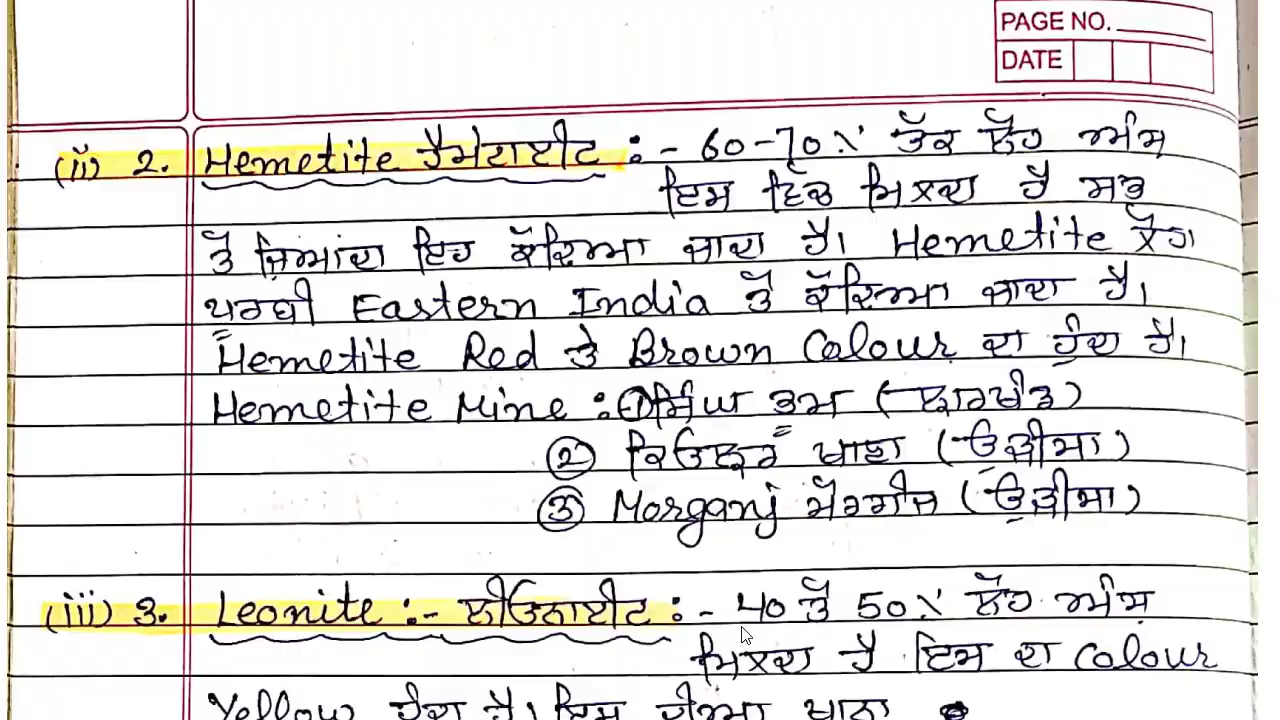 PAGE NO.
DATE
(ii) 2. Hemetite ਹੈਮੇਟਾਈਟ :- 60-70% ਤੱਕ ਲੋਹ ਅੰਸ਼
ਇਸ ਵਿੱਚ ਮਿਲਦਾ ਹੈ ਸਭ
ਤੋਂ ਜ਼ਿਆਦਾ ਇਹ ਕੱਢਿਆ ਜਾਦਾ ਹੈ। Hemetite ਲੋਹਾ
Eastern India ਤੋਂ ਕੱਢਿਆ ਜਾਦਾ ਹੈ।
Hemetite Red ਤੇ Brown Colour ਦਾ ਹੁੰਦਾ ਹੈ।
Hemetite Mine : ① ਸਿੰਘ ਭੂਮ (ਝਾਰਖੰਡ)
② ਕਿਓਂਝਰ ਖਾਣਾ (ਉੜੀਸਾ)
③ Morganj ਮੋਰਗੰਜ (ਉੜੀਸਾ)
(iii) 3. Leonite :- ਲੀਓਨਾਈਟ :- 40 ਤੋਂ 50% ਲੋਹ ਅੰਸ਼
ਮਿਲਦਾ ਹੈ ਇਸ ਦਾ Colour
Yellow ਹੁੰਦਾ ਹੈ। ਇਸ ਦੀਆ ਖਾਨਾ